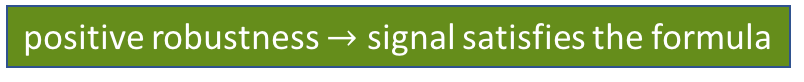 positive robustness → signal satisfies the formula